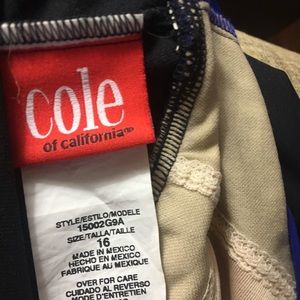 cole
of california
STYLE/ESTILO/MODELE
15002G9A
SIZE/TALLA/TAILLE
16
MADE IN MEXICO
HECHO EN MEXICO
FABRIQUE AU MEXIQUE
OVER FOR CARE
CUIDADO AL REVERSO
MODE D'ENTRETIEN